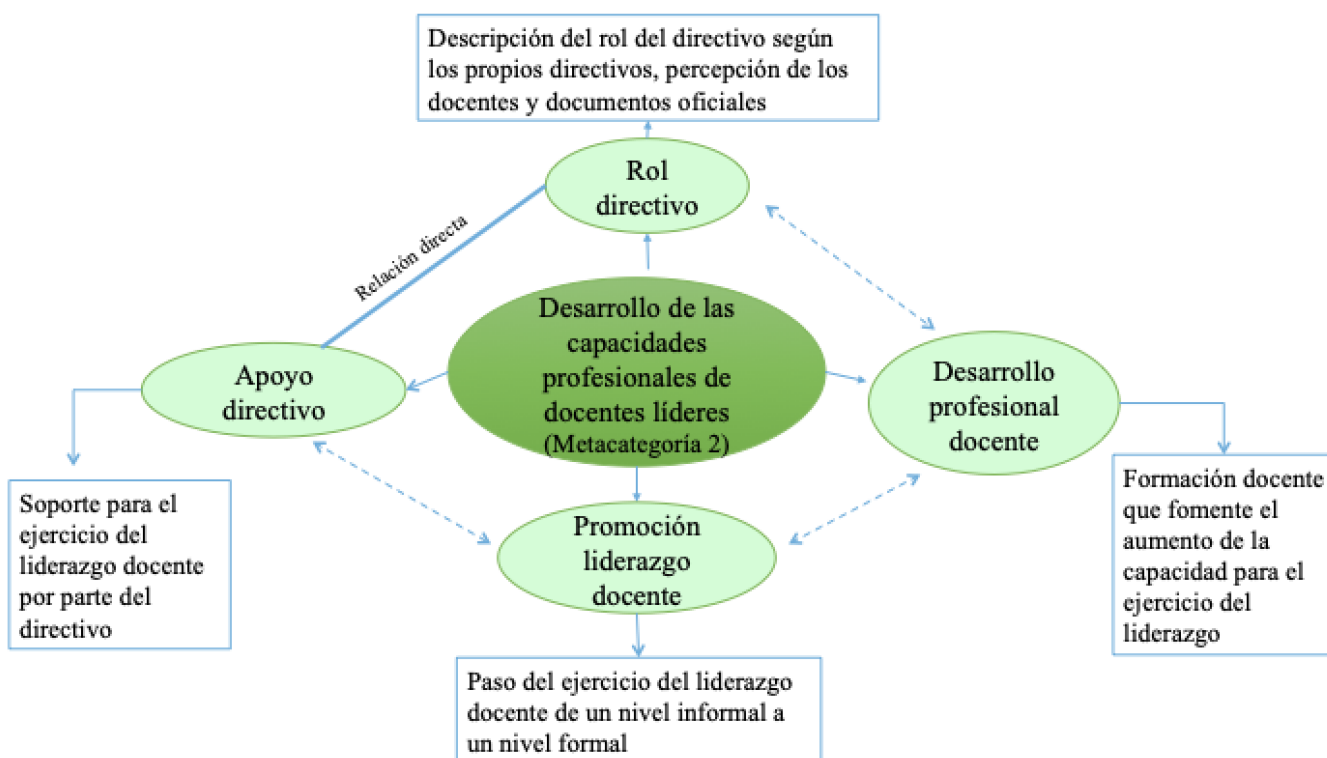 Descripción del rol del directivo según
los propios directivos, percepción de los
docentes y documentos oficiales
Rol
directivo
Relación directa
Desarrollo de las
capacidades
profesionales de
docentes líderes
(Metacategoría 2)
Apoyo
directivo
Desarrollo
profesional
docente
Soporte para el
ejercicio del
liderazgo docente
por parte del
directivo
Promoción
liderazgo
docente
Formación docente
que fomente el
aumento de la
capacidad para el
ejercicio del
liderazgo
Paso del ejercicio del liderazgo
docente de un nivel informal a
un nivel formal